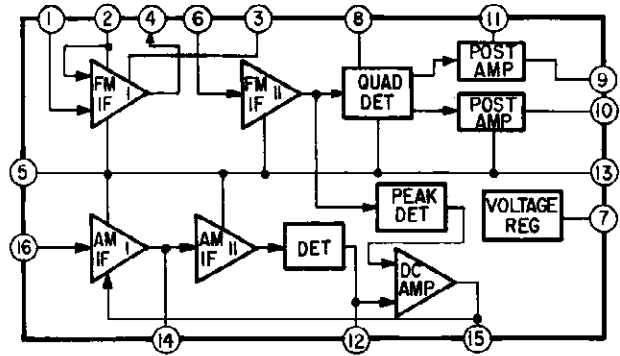 1 2 4 6 3 8 11
FM IF I
FM IF II
QUAD DET
POST AMP
9
POST AMP
10
5
13
PEAK DET
VOLTAGE REG
7
16
AM IF I
AM IF II
DET
DC AMP
14 12 15